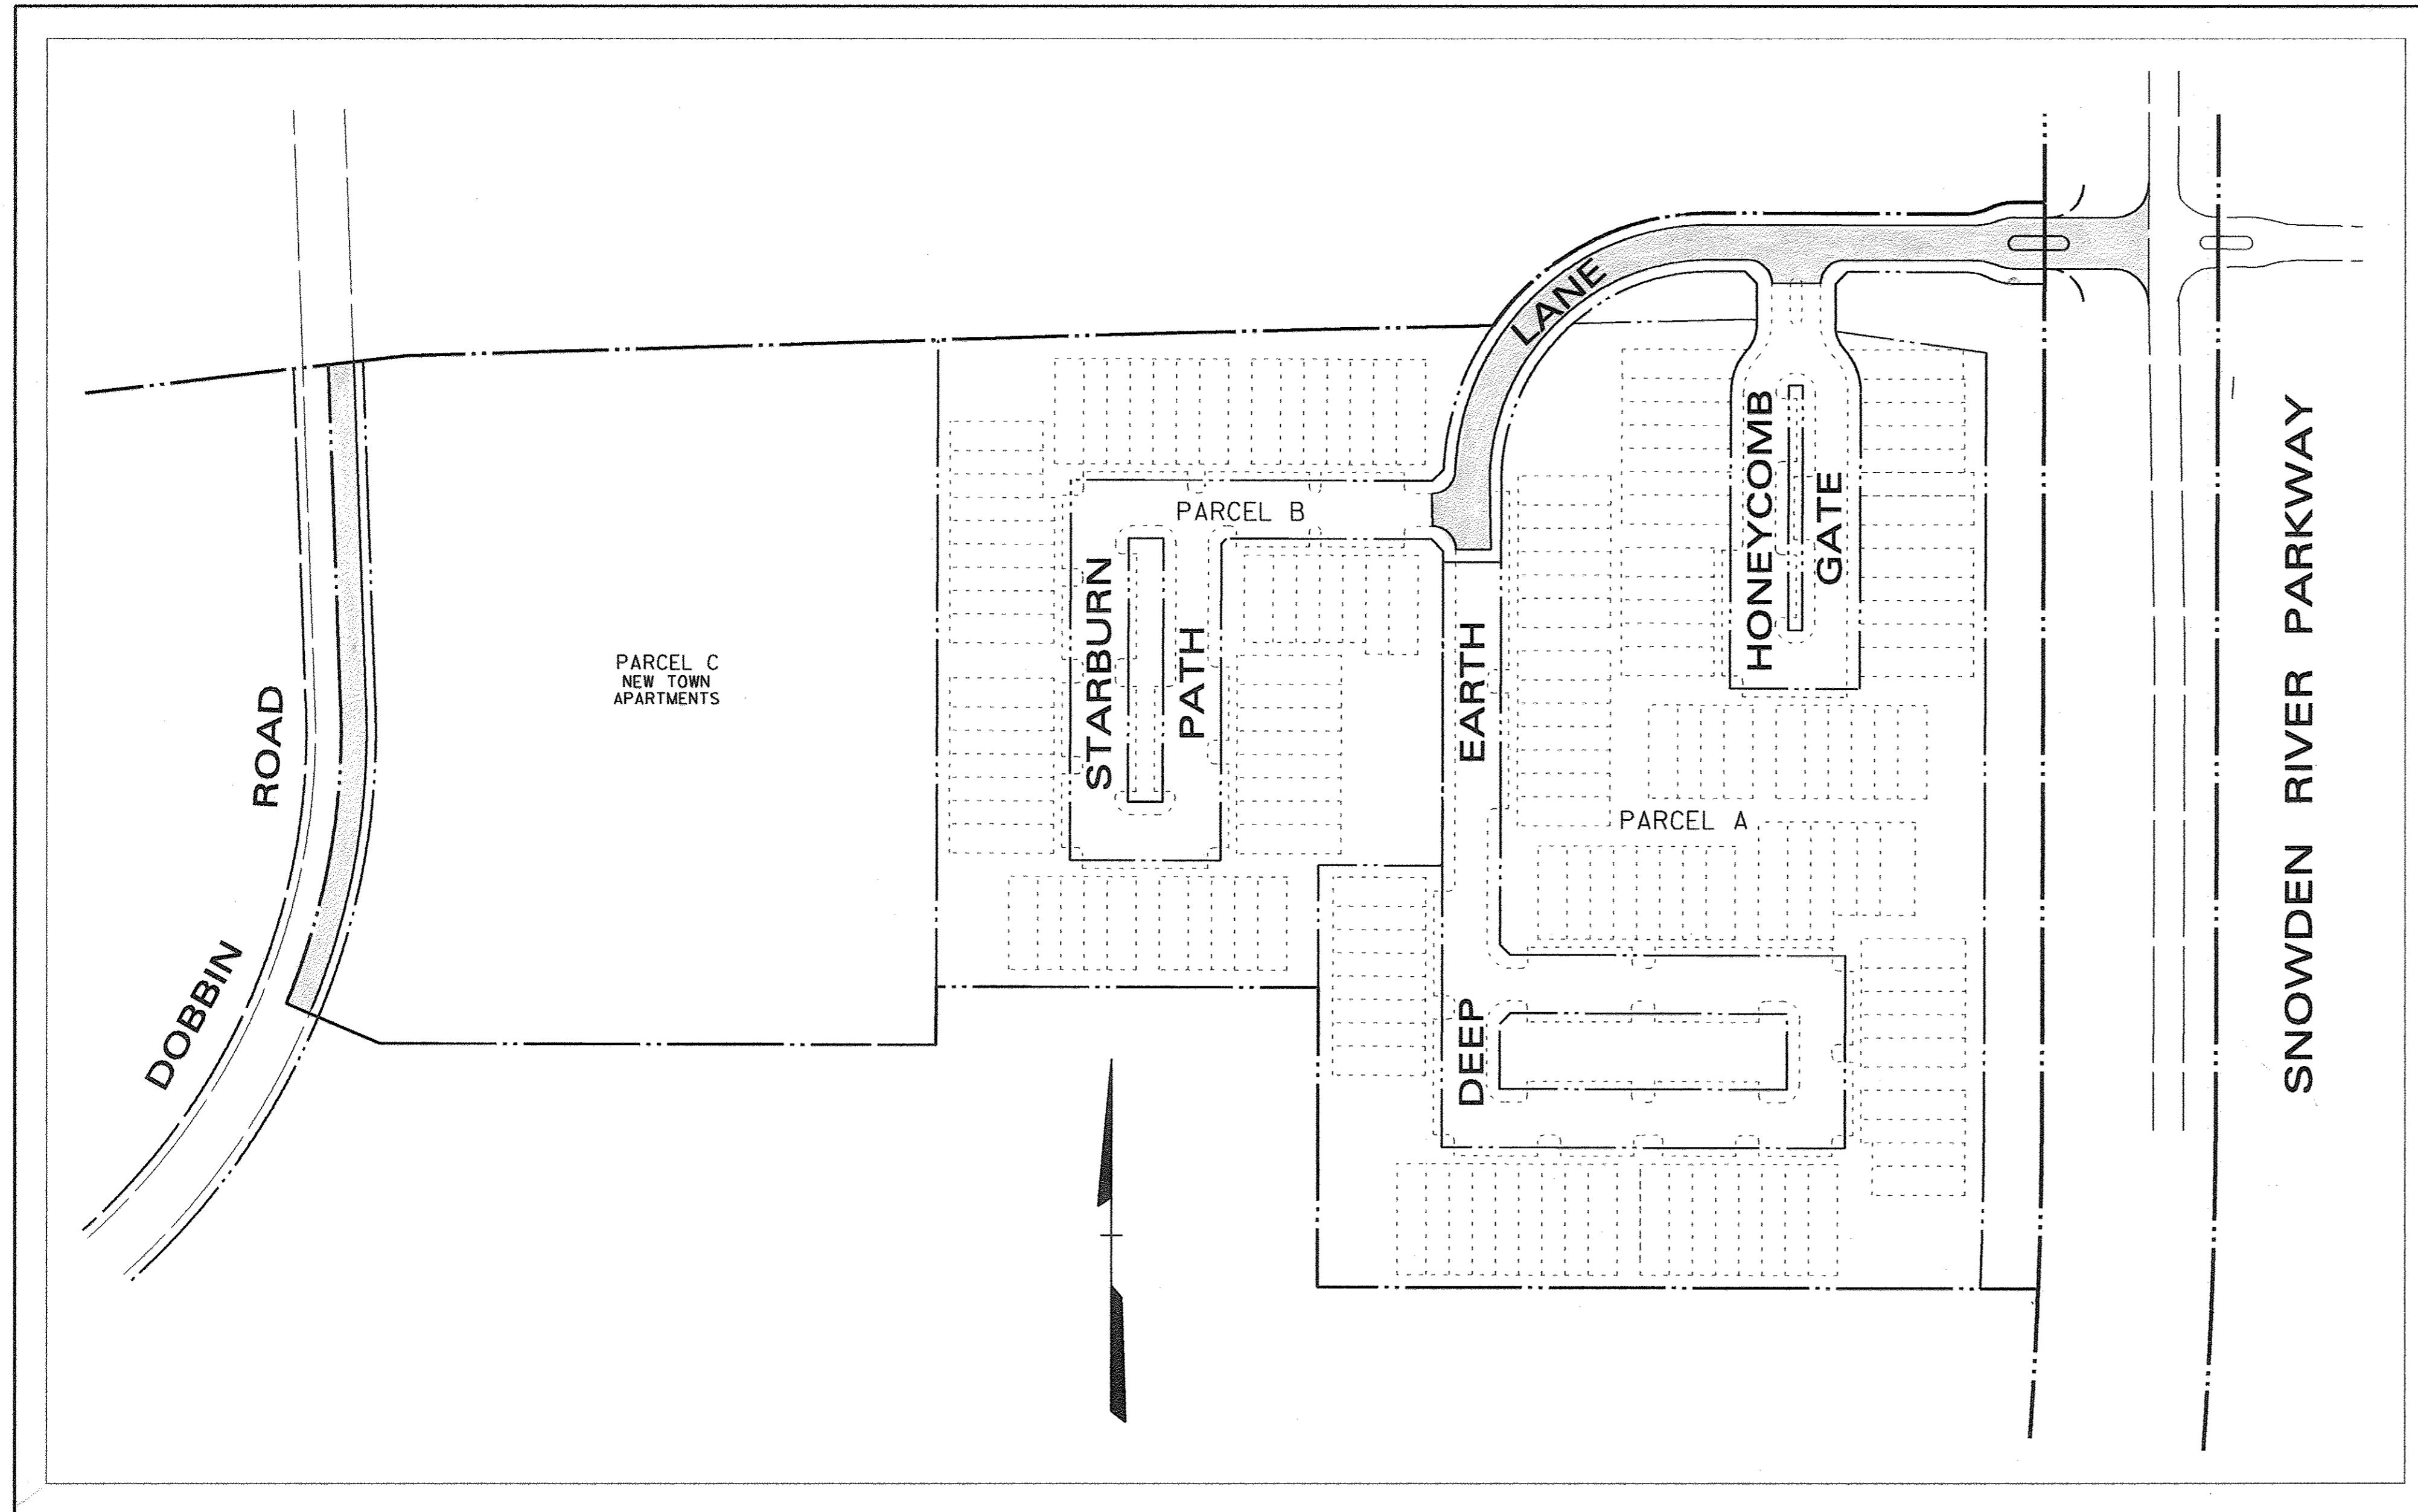 LANE
HONEYCOMB
GATE
PARCEL B
STARBURN
PATH
EARTH
DEEP
PARCEL A
PARCEL C
NEW TOWN
APARTMENTS
DOBBIN
ROAD
SNOWDEN RIVER PARKWAY